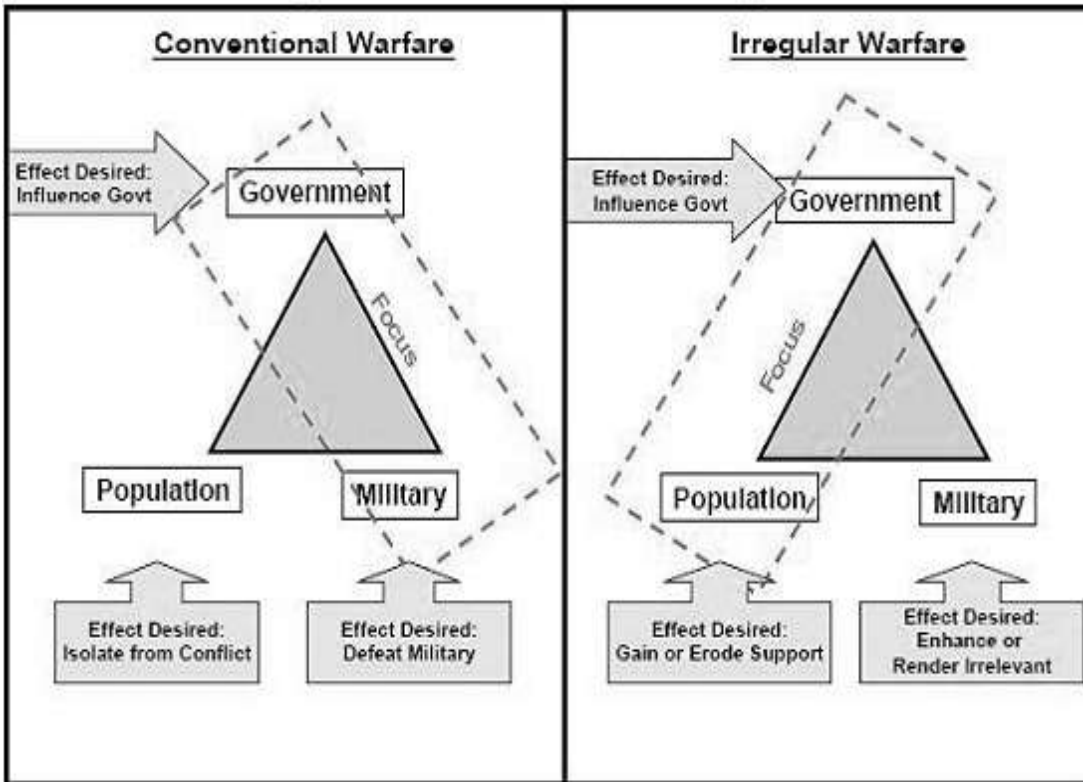 Conventional Warfare
Effect Desired:
Influence Govt
Government
Focus
Population
Military
Effect Desired:
Isolate from Conflict
Effect Desired:
Defeat Military
Irregular Warfare
Effect Desired:
Influence Govt
Government
Focus
Population
Military
Effect Desired:
Gain or Erode Support
Effect Desired:
Enhance or
Render Irrelevant